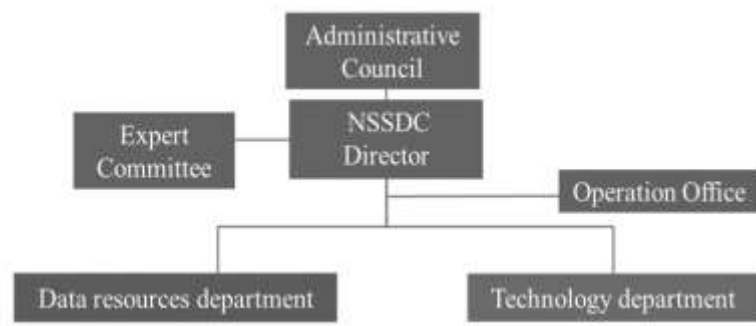 Administrative
Council
NSSDC
Director
Expert
Committee
Operation Office
Data resources department
Technology department